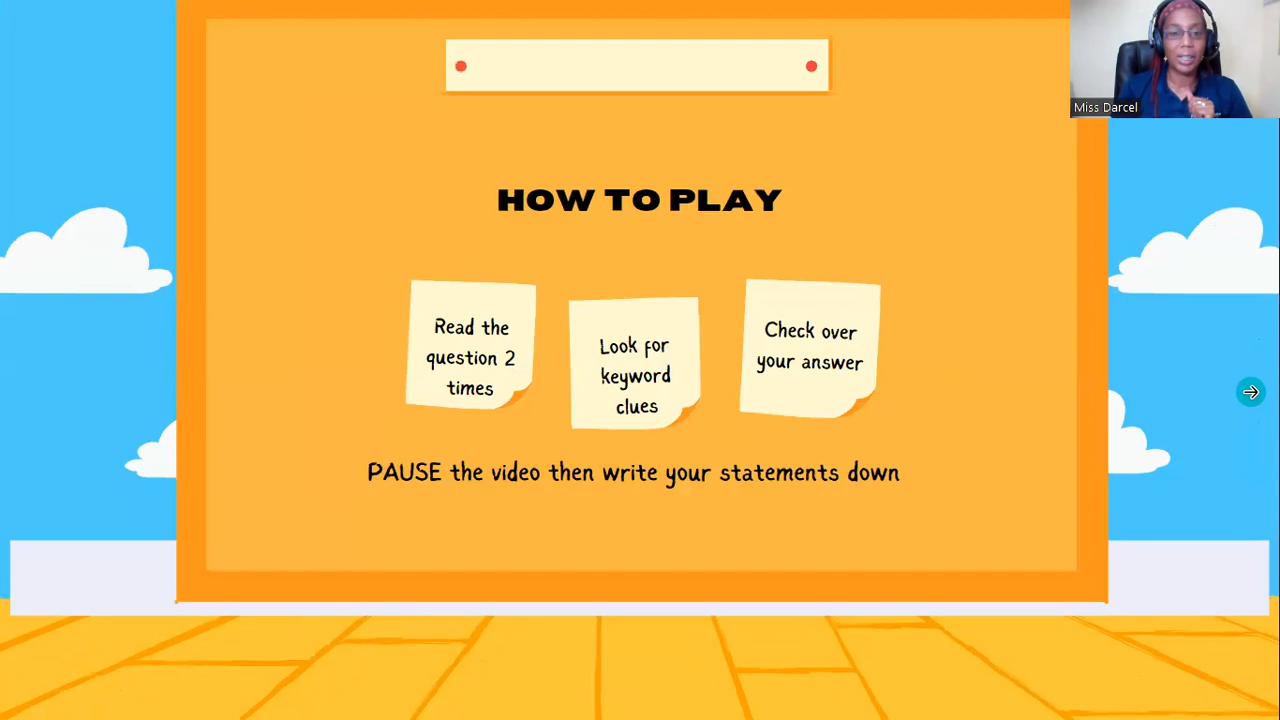 Miss Darcel
HOW TO PLAY
Read the
question 2
times
Look for
keyword
clues
Check over
your answer
PAUSE the video then write your statements down